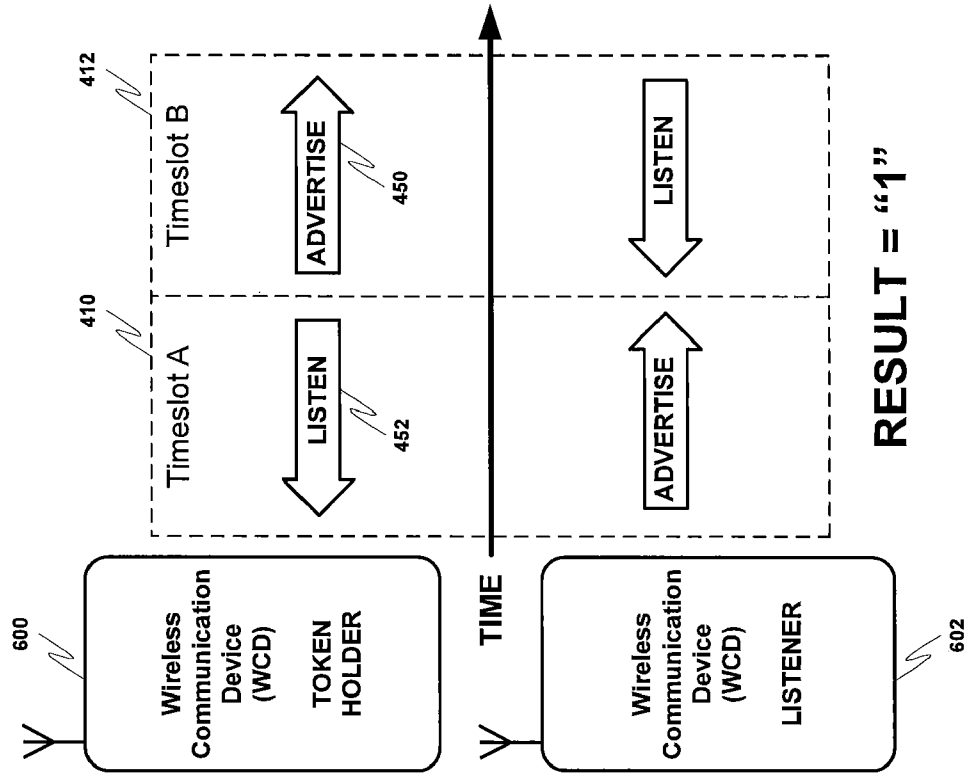 600
Wireless
Communication
Device
(WCD)
TOKEN
HOLDER
410
Timeslot A
412
Timeslot B
LISTEN
452
ADVERTISE
450
TIME
Wireless
Communication
Device
(WCD)
LISTENER
602
ADVERTISE
LISTEN
RESULT = “1”